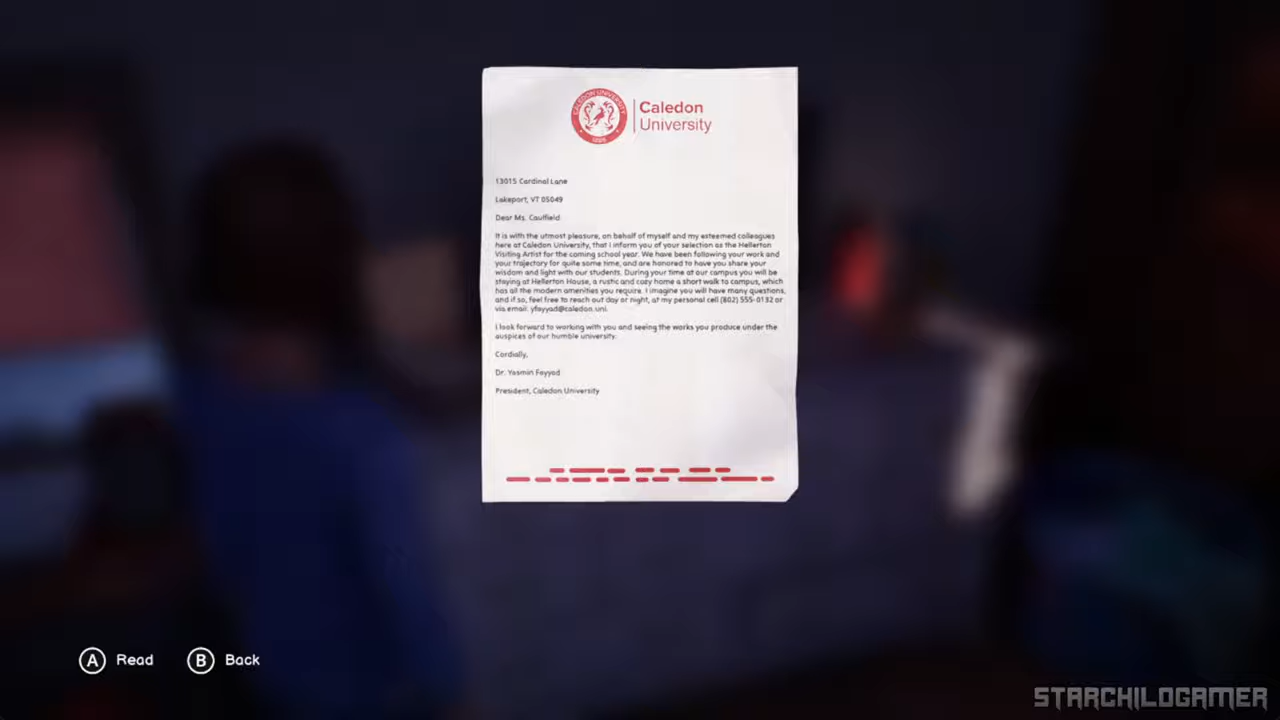 CALEDON UNIVERSITY
Caledon
University
13015 Cardinal Lane
Lakeport, VT 05049
Dear Ms. Caulfield
It is with the utmost pleasure, on behalf of myself and my esteemed colleagues
here at Caledon University, that I inform you of your selection as the Hellerton
Visiting Artist for the coming school year. We have been following your work and
your trajectory for quite some time, and are honored to have you share your
wisdom and light with our students. During your time at our campus you will be
staying at Hellerton House, a rustic and cozy home a short walk to campus, which
has all the modern amenities you require. I imagine you will have many questions,
and if so, feel free to reach out day or night, at my personal cell (802) 555-0132 or
via email: yfayyad@caledon.uni.
I look forward to working with you and seeing the works you produce under the
auspices of our humble university.
Cordially,
Dr. Yasmin Fayyad
President, Caledon University
A Read B Back
STARCHILDGAMER